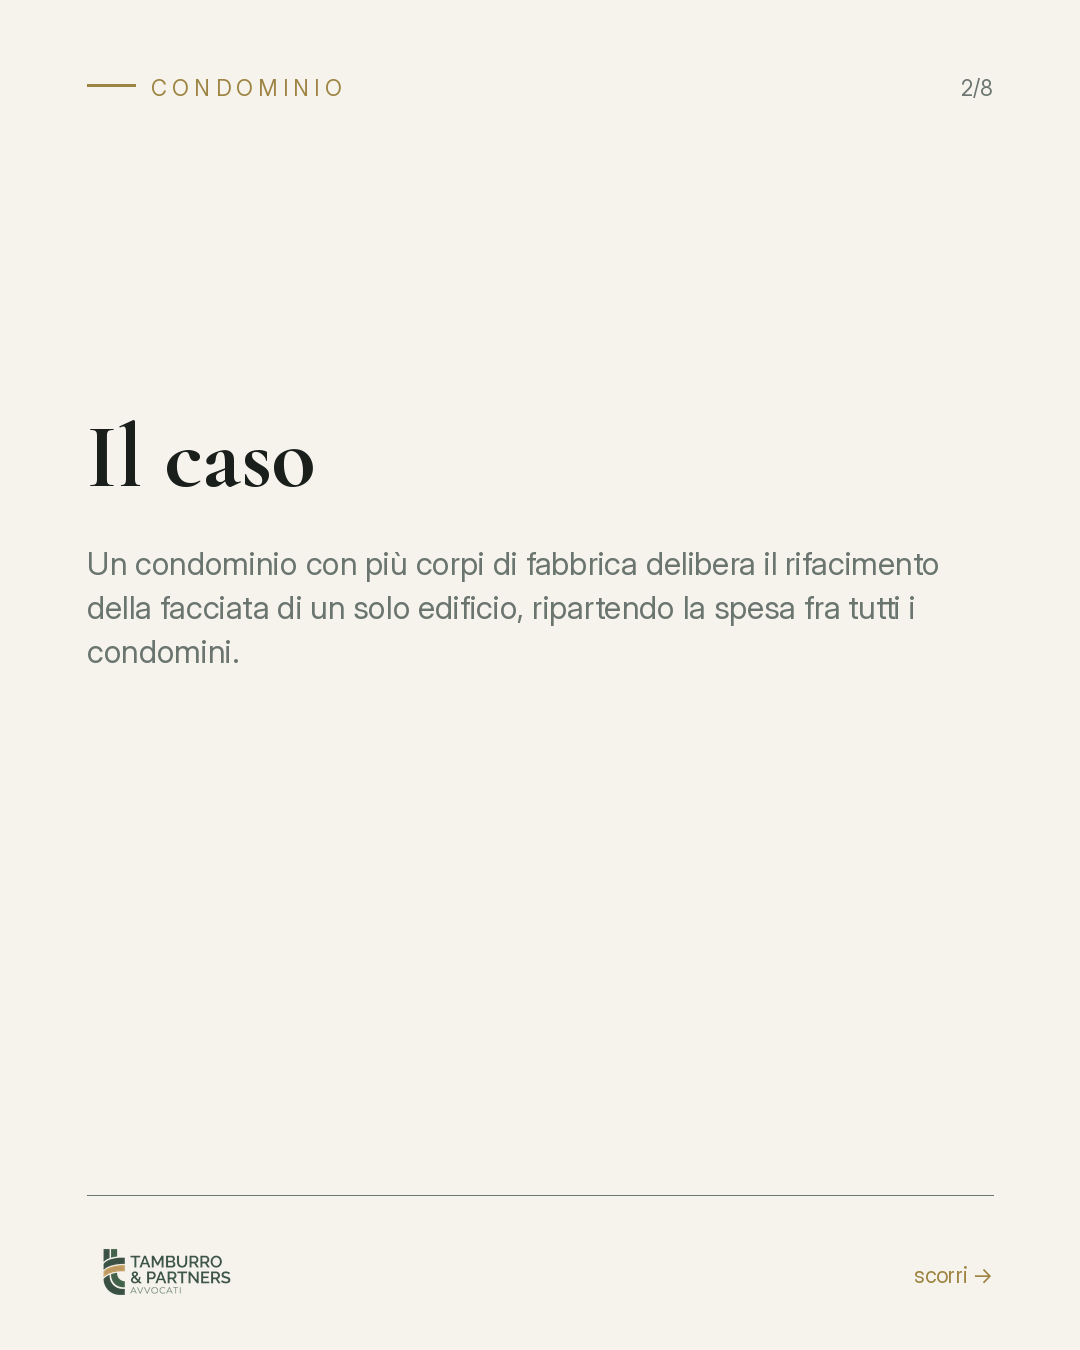 CONDOMINIO
2/8
Il caso
Un condominio con più corpi di fabbrica delibera il rifacimento
della facciata di un solo edificio, ripartendo la spesa fra tutti i
condomini.
TAMBURRO
& PARTNERS
AVVOCATI
scorri →